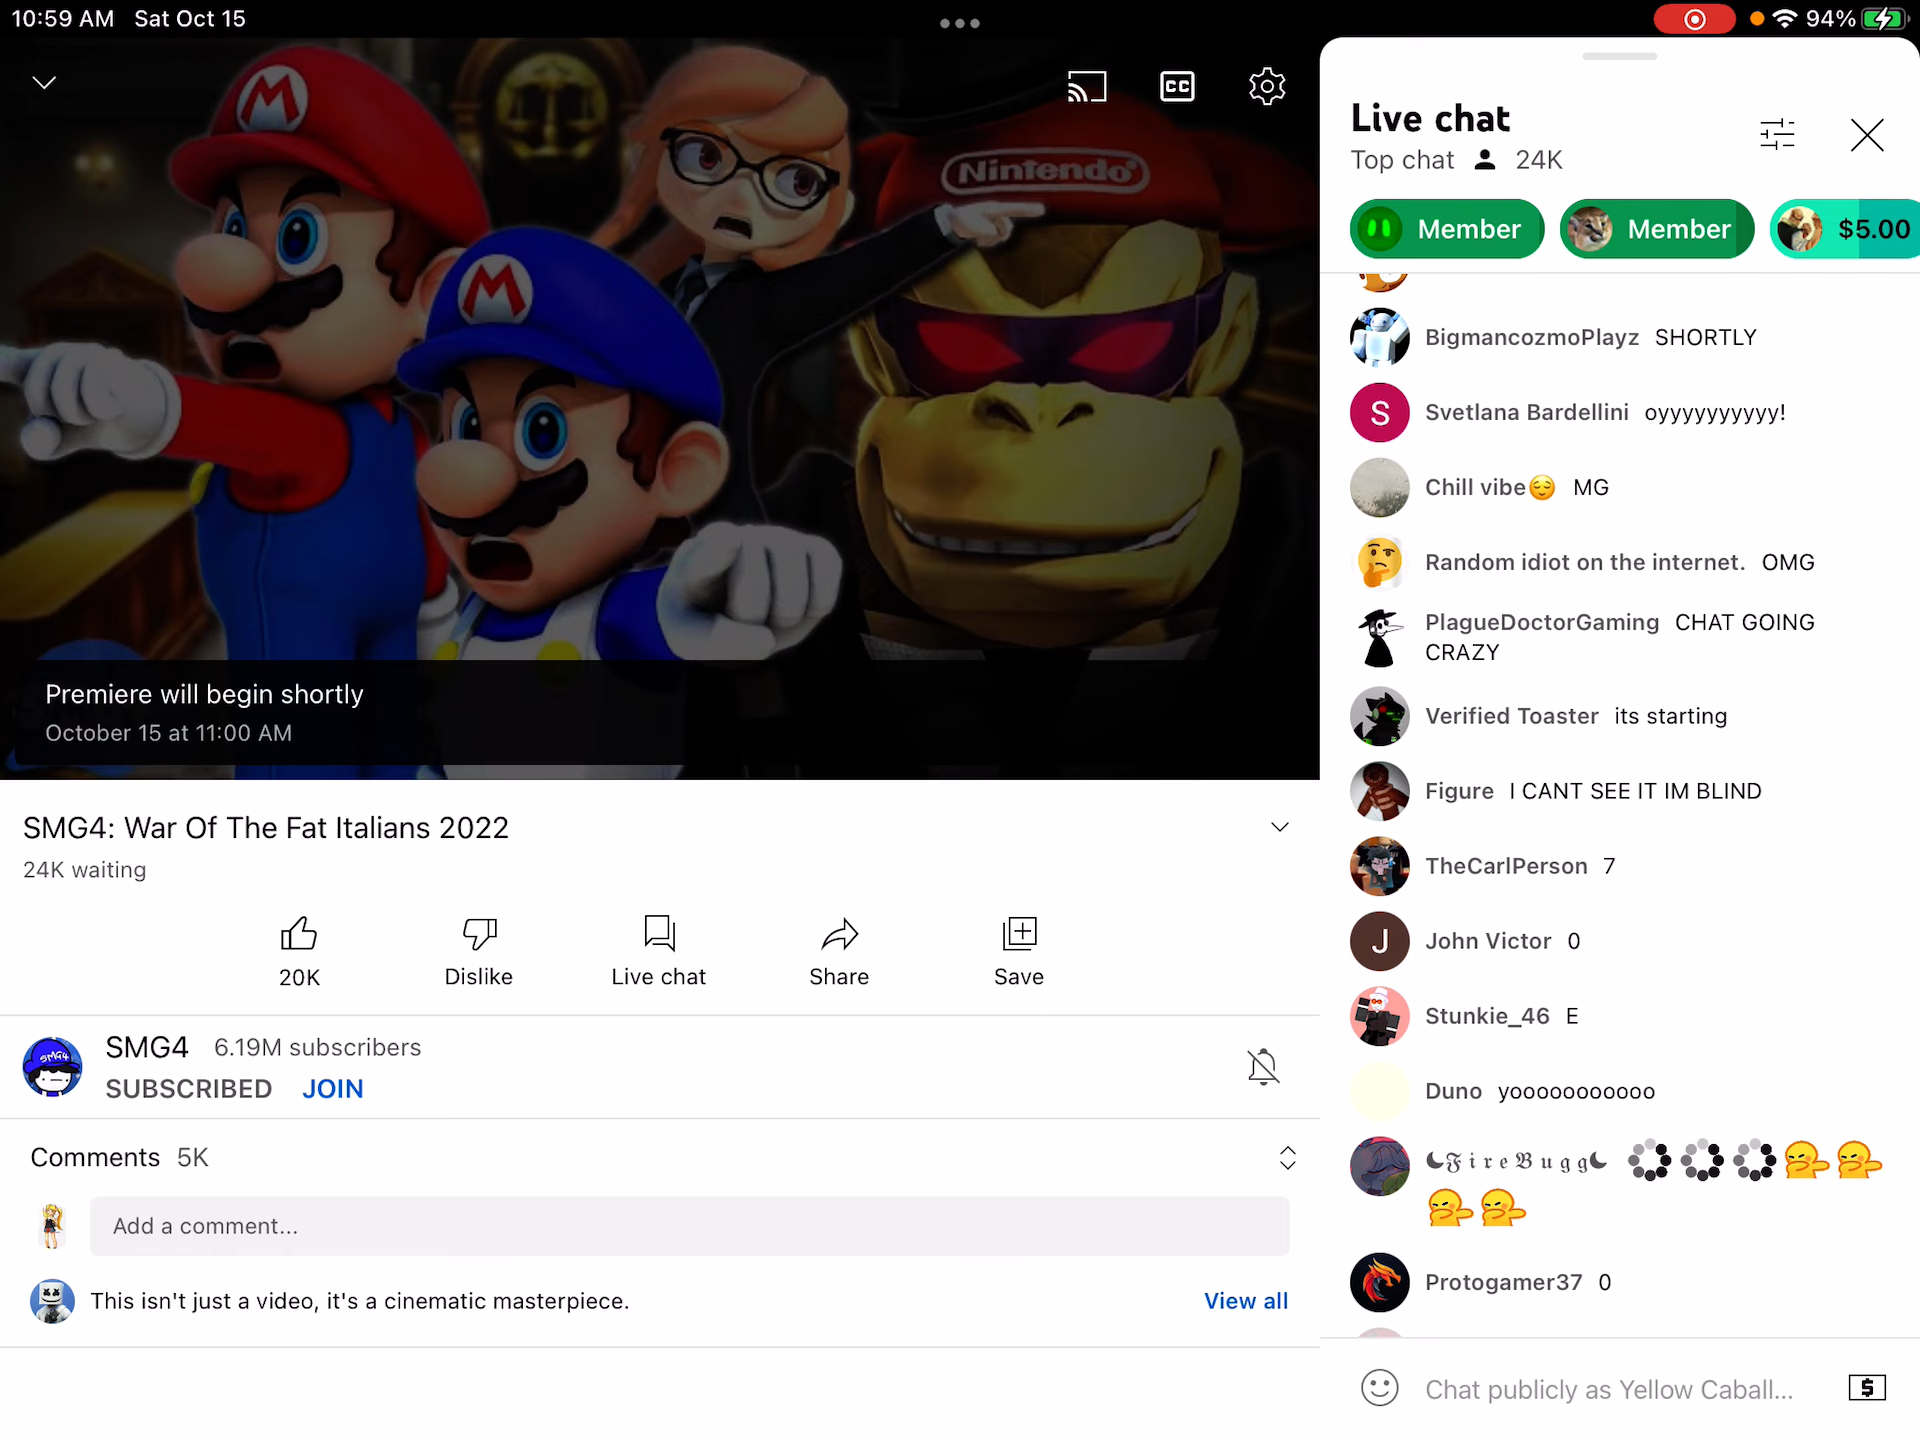 10:59 AM Sat Oct 15
94%
CC
Nintendo
M
M
Premiere will begin shortly
October 15 at 11:00 AM
SMG4: War Of The Fat Italians 2022
24K waiting
20K
Dislike
Live chat
Share
Save
SMG4
SMG4 6.19M subscribers
SUBSCRIBED JOIN
Comments 5K
Add a comment...
This isn't just a video, it's a cinematic masterpiece.
View all
Live chat
Top chat 24K
Member
Member
$5.00
BigmancozmoPlayz SHORTLY
S
Svetlana Bardellini oyyyyyyyyyy!
Chill vibe😌 MG
Random idiot on the internet. OMG
PlagueDoctorGaming CHAT GOING
CRAZY
Verified Toaster its starting
Figure I CANT SEE IT IM BLIND
TheCarlPerson 7
J
John Victor 0
Stunkie_46 E
Duno yooooooooooo
𝔉𝔦𝔯𝔢𝔅𝔲𝔤𝔤
Protogamer37 0
Chat publicly as Yellow Caball...
$